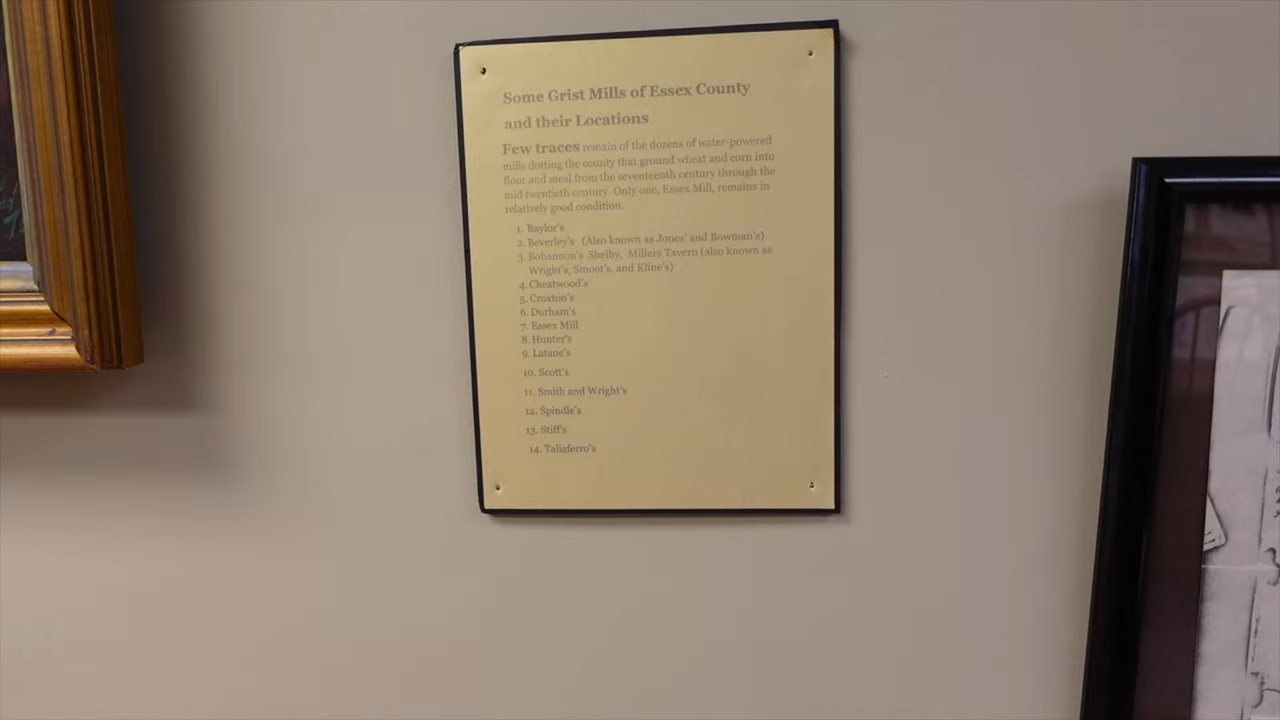 Some Grist Mills of Essex County
and their Locations
Few traces remain of the dozens of water-powered
mills dotting the county that ground wheat and corn into
flour and meal from the seventeenth century through the
mid twentieth century. Only one, Essex Mill, remains in
relatively good condition.
1. Baylor's
2. Beverley's (Also known as Jones' and Bowman's)
3. Bohannon's Shelby, Millers Tavern (also known as
Wright's, Smoot's, and Kline's)
4. Cheatwood's
5. Croxton's
6. Durham's
7. Essex Mill
8. Hunter's
9. Latane's
10. Scott's
11. Smith and Wright's
12. Spindle's
13. Stiff's
14. Taliaferro's